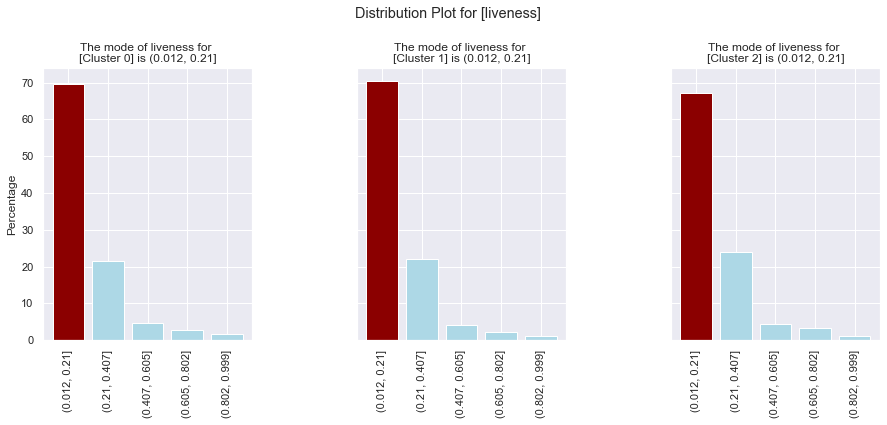 Distribution Plot for [liveness]
The mode of liveness for
[Cluster 0] is (0.012, 0.21]
The mode of liveness for
[Cluster 1] is (0.012, 0.21]
The mode of liveness for
[Cluster 2] is (0.012, 0.21]
Percentage
70
60
50
40
30
20
10
0
(0.012, 0.21]
(0.21, 0.407]
(0.407, 0.605]
(0.605, 0.802]
(0.802, 0.999]
(0.012, 0.21]
(0.21, 0.407]
(0.407, 0.605]
(0.605, 0.802]
(0.802, 0.999]
(0.012, 0.21]
(0.21, 0.407]
(0.407, 0.605]
(0.605, 0.802]
(0.802, 0.999]